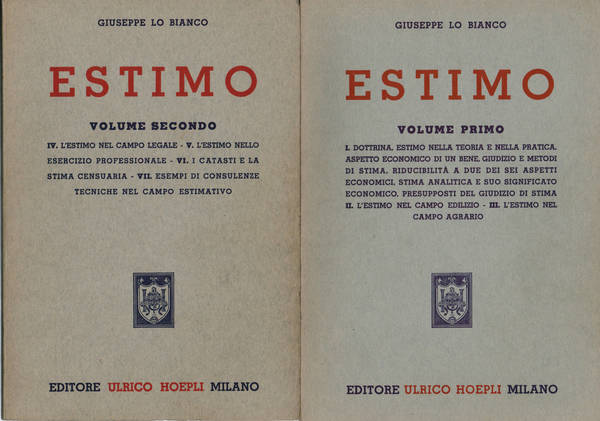 GIUSEPPE LO BIANCO
ESTIMO
VOLUME SECONDO
IV. L'ESTIMO NEL CAMPO LEGALE - V. L'ESTIMO NELLO
ESERCIZIO PROFESSIONALE - VI. I CATASTI E LA
STIMA CENSUARIA - VII. ESEMPI DI CONSULENZE
TECNICHE NEL CAMPO ESTIMATIVO
EDITORE ULRICO HOEPLI MILANO
GIUSEPPE LO BIANCO
ESTIMO
VOLUME PRIMO
I. DOTTRINA, ESTIMO NELLA TEORIA E NELLA PRATICA,
ASPETTO ECONOMICO DI UN BENE, GIUDIZIO E METODI
DI STIMA, RIDUCIBILITÀ A DUE DEI SEI ASPETTI
ECONOMICI, STIMA ANALITICA E SUO SIGNIFICATO
ECONOMICO, PRESUPPOSTI DEL GIUDIZIO DI STIMA
II. L'ESTIMO NEL CAMPO EDILIZIO - III. L'ESTIMO NEL
CAMPO AGRARIO
EDITORE ULRICO HOEPLI MILANO